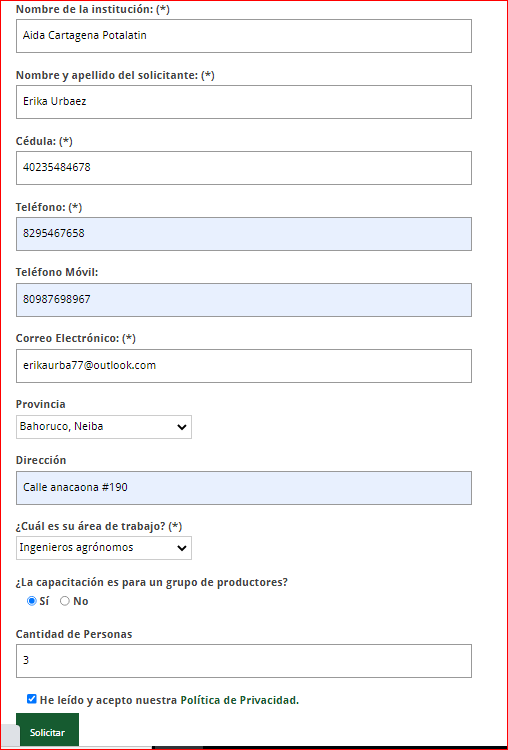 Nombre de la institución: (*)
Aida Cartagena Potalatin
Nombre y apellido del solicitante: (*)
Erika Urbaez
Cédula: (*)
40235484678
Teléfono: (*)
8295467658
Teléfono Móvil:
80987698967
Correo Electrónico: (*)
erikaurba77@outlook.com
Provincia
Bahoruco, Neiba
Dirección
Calle anacaona #190
¿Cuál es su área de trabajo? (*)
Ingenieros agrónomos
¿La capacitación es para un grupo de productores?
Sí No
Cantidad de Personas
3
He leído y acepto nuestra Política de Privacidad.
Solicitar